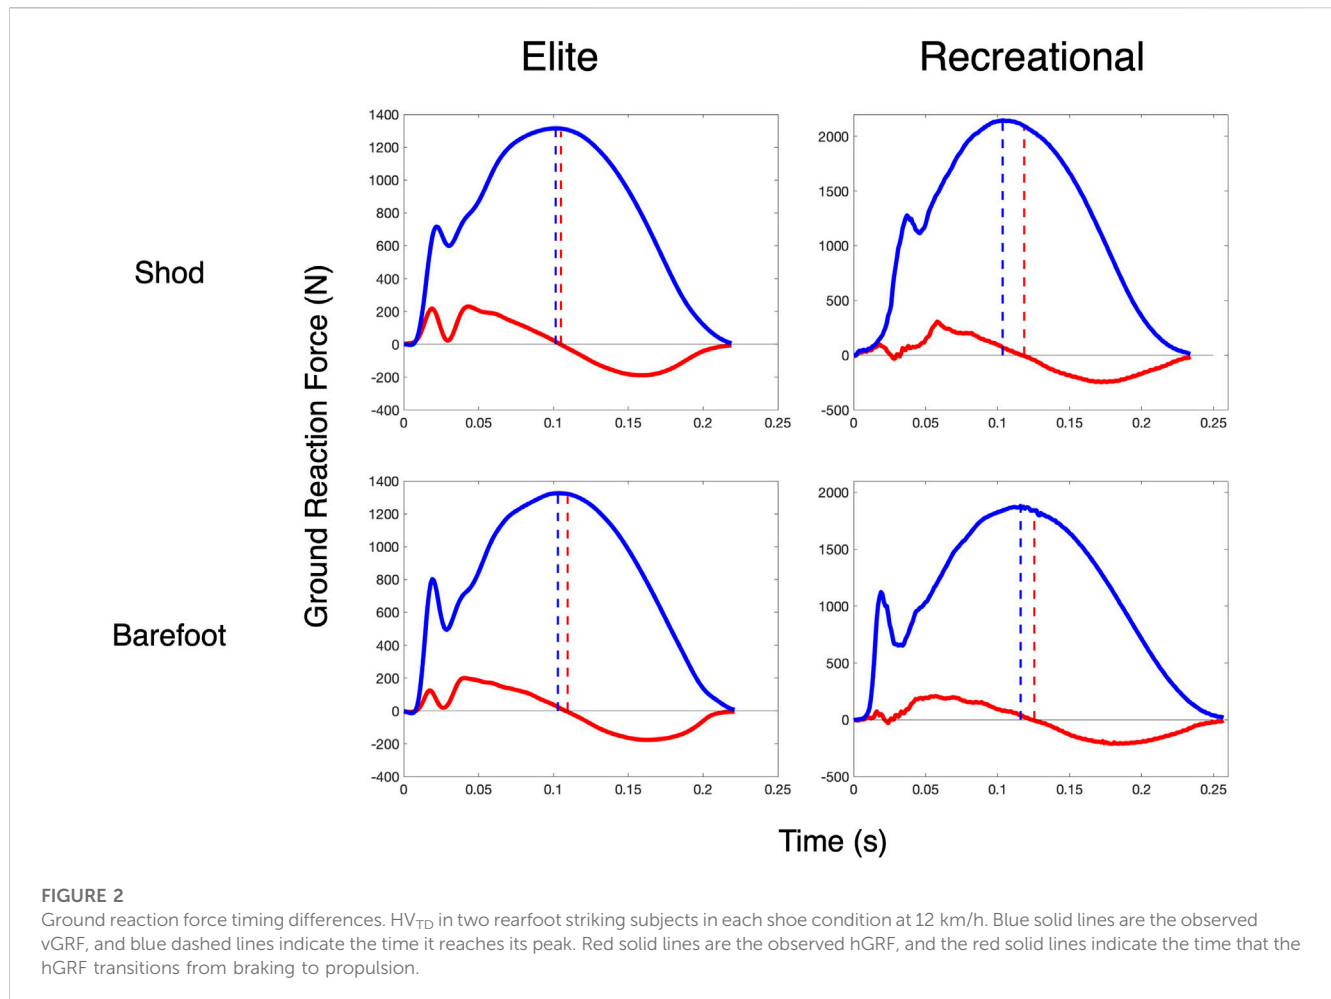 Elite
Recreational
Shod
Barefoot
Ground Reaction Force (N)
1400
1200
1000
800
600
400
200
0
-200
-400
0 0.05 0.1 0.15 0.2 0.25
2000
1500
1000
500
0
-500
0 0.05 0.1 0.15 0.2 0.25
1400
1200
1000
800
600
400
200
0
-200
-400
0 0.05 0.1 0.15 0.2 0.25
2000
1500
1000
500
0
-500
0 0.05 0.1 0.15 0.2 0.25
Time (s)
FIGURE 2
Ground reaction force timing differences. HVTD in two rearfoot striking subjects in each shoe condition at 12 km/h. Blue solid lines are the observed
vGRF, and blue dashed lines indicate the time it reaches its peak. Red solid lines are the observed hGRF, and the red solid lines indicate the time that the
hGRF transitions from braking to propulsion.